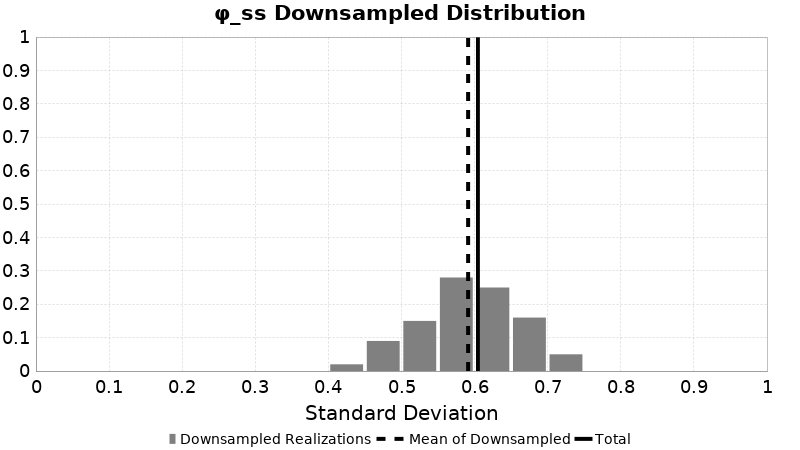 φ_ss Downsampled Distribution
1
0.9
0.8
0.7
0.6
0.5
0.4
0.3
0.2
0.1
0
0 0.1 0.2 0.3 0.4 0.5 0.6 0.7 0.8 0.9 1
Standard Deviation
Downsampled Realizations Mean of Downsampled Total